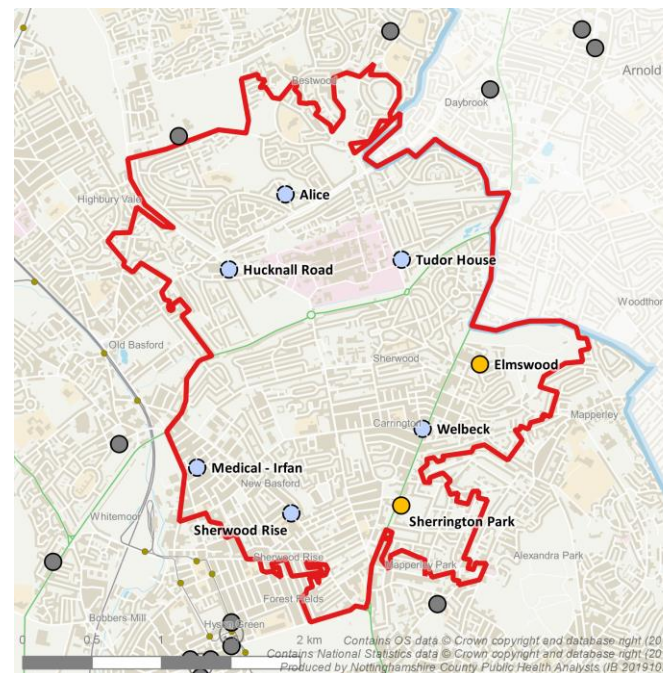 Bestwood
Arnold
Daybrook
Alice
Highbury Vale
Tudor House
Hucknall Road
Woodthor
Old Basford
Sherwood
Elmswood
Mapperley
Carrington
Welbeck
Medical - Irfan
New Basford
Whitemoor
Sherwood Rise
Sherrington Park
Sherwood Rise
Alexandra Park
Mapperley Park
Forest Fields
Bobbers Mill
Hyson Green
0 0.5 1 2 km
Contains OS data © Crown copyright and database right (20
Contains National Statistics data © Crown copyright and database right (20
Produced by Nottinghamshire County Public Health Analysts (IB 201910